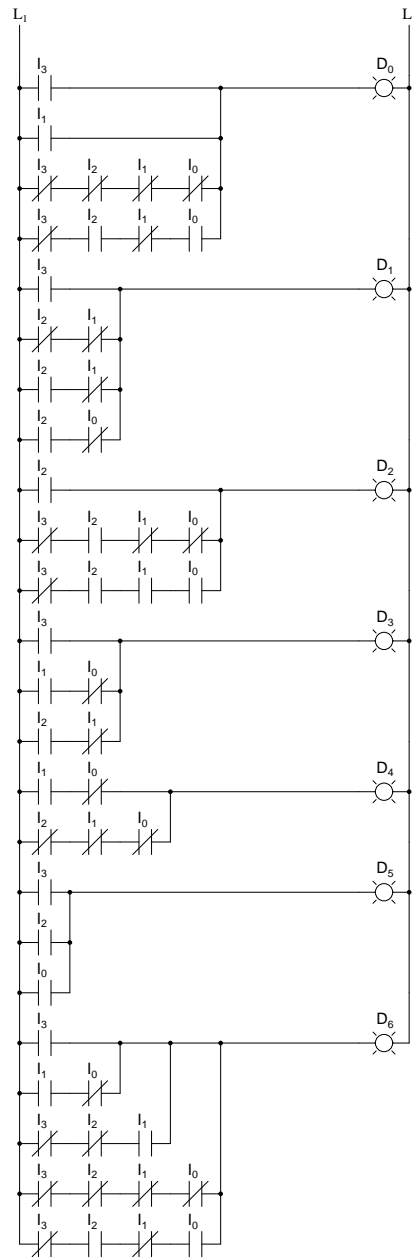 L₁ L
I₃ D₀
I₁
I₃ I₂ I₁ I₀
I₃ I₂ I₁ I₀
I₃ D₁
I₂ I₁
I₂ I₁
I₂ I₀
I₂ D₂
I₃ I₂ I₁ I₀
I₃ I₂ I₁ I₀
I₃ D₃
I₁ I₀
I₂ I₁
I₁ I₀ D₄
I₂ I₁ I₀
I₃ D₅
I₂
I₀
I₃ D₆
I₁ I₀
I₃ I₂ I₁
I₃ I₂ I₁ I₀
I₃ I₂ I₁ I₀